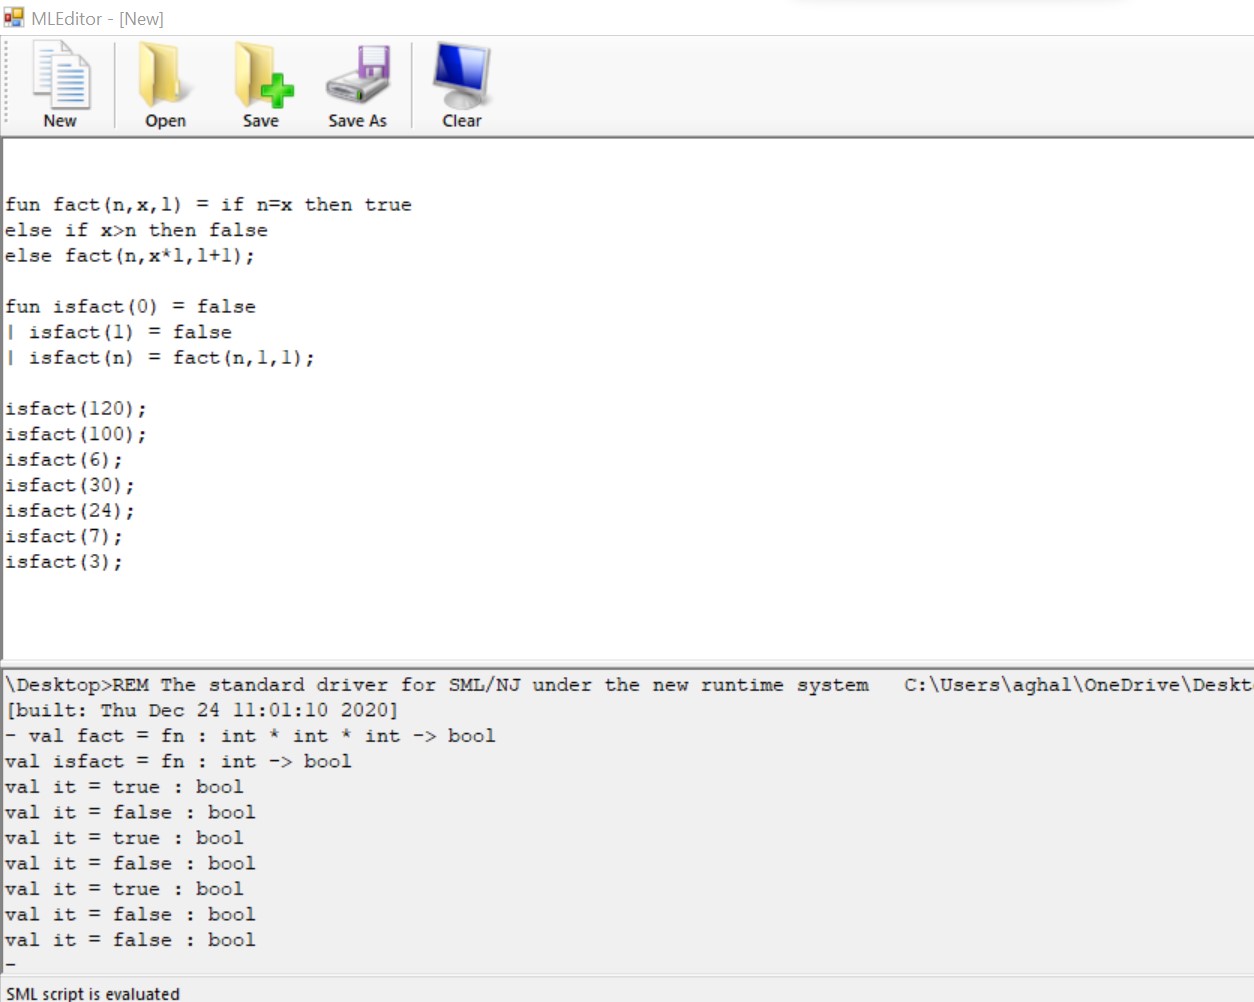 MLEditor - [New]
New
Open
Save
Save As
Clear
fun fact(n,x,l) = if n=x then true
else if x>n then false
else fact(n,x*l,l+1);
fun isfact(0) = false
| isfact(1) = false
| isfact(n) = fact(n,1,1);
isfact(120);
isfact(100);
isfact(6);
isfact(30);
isfact(24);
isfact(7);
isfact(3);
\Desktop>REM The standard driver for SML/NJ under the new runtime system   C:\Users\aghal\OneDrive\Deskt
[built: Thu Dec 24 11:01:10 2020]
- val fact = fn : int * int * int -> bool
val isfact = fn : int -> bool
val it = true : bool
val it = false : bool
val it = true : bool
val it = false : bool
val it = true : bool
val it = false : bool
val it = false : bool
-
SML script is evaluated